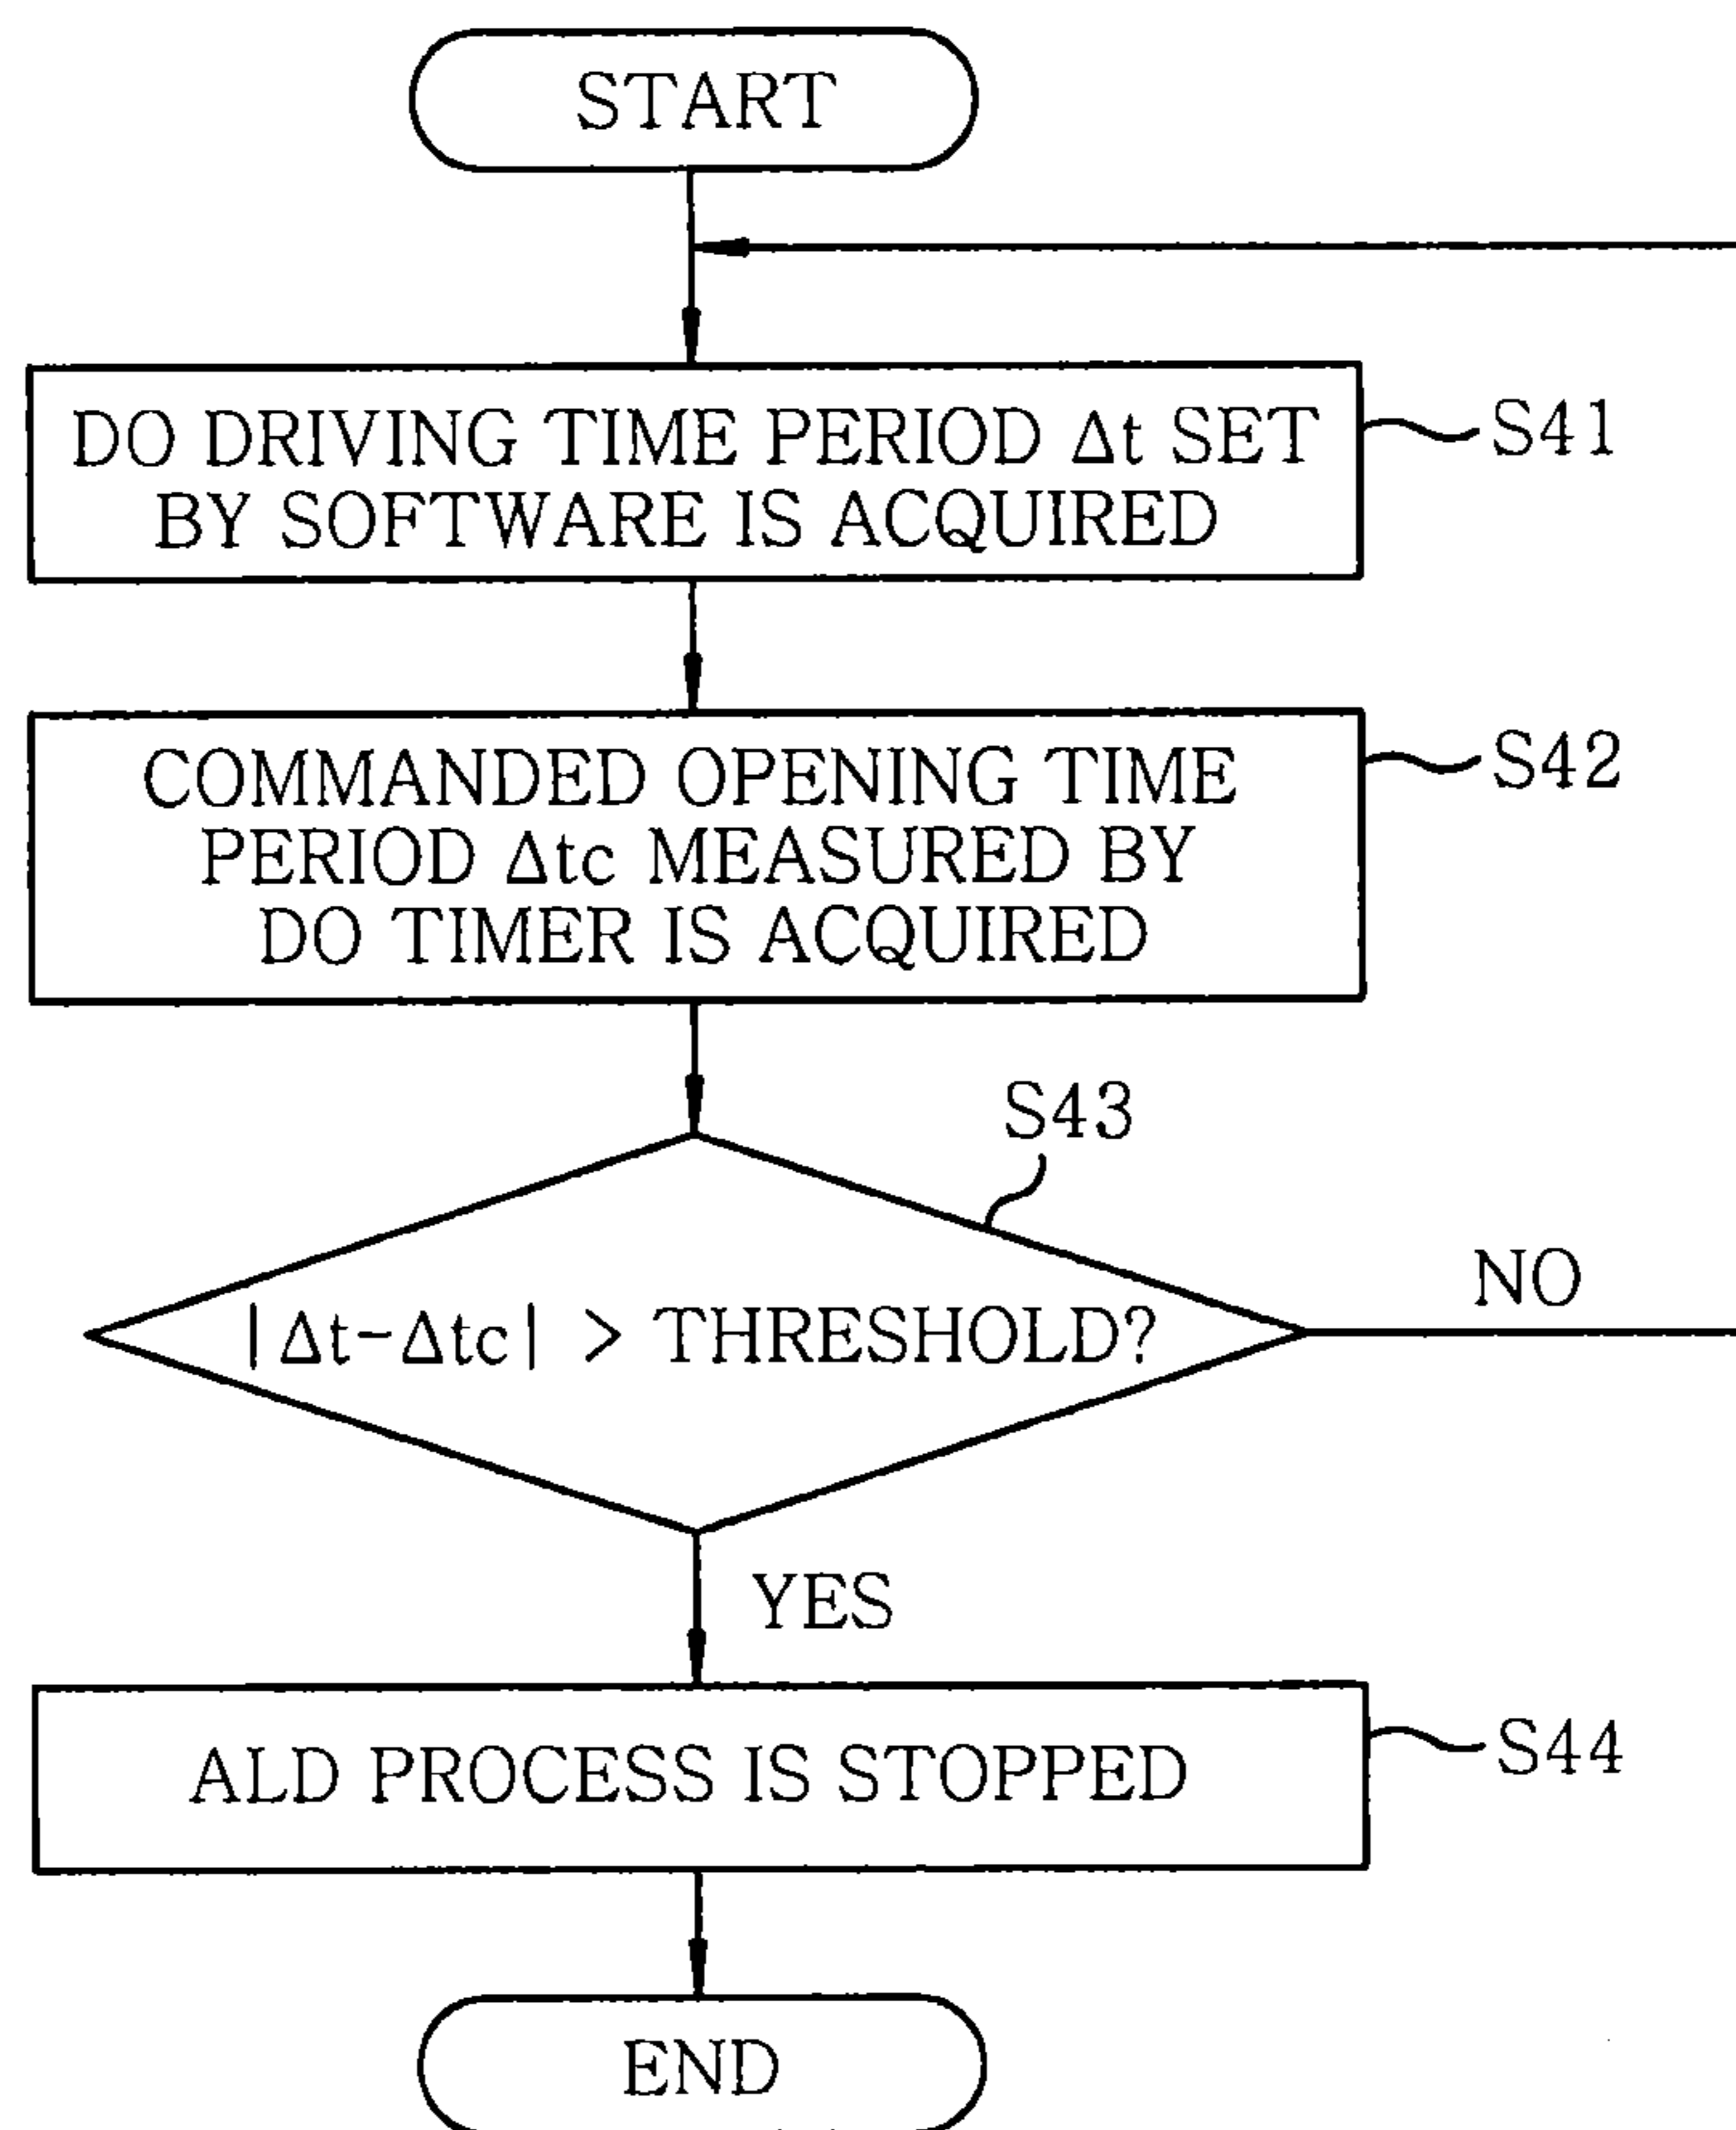 START
DO DRIVING TIME PERIOD Δt SET
BY SOFTWARE IS ACQUIRED
S41
COMMANDED OPENING TIME
PERIOD Δtc MEASURED BY
DO TIMER IS ACQUIRED
S42
S43
|Δt-Δtc| > THRESHOLD?
NO
YES
ALD PROCESS IS STOPPED
S44
END